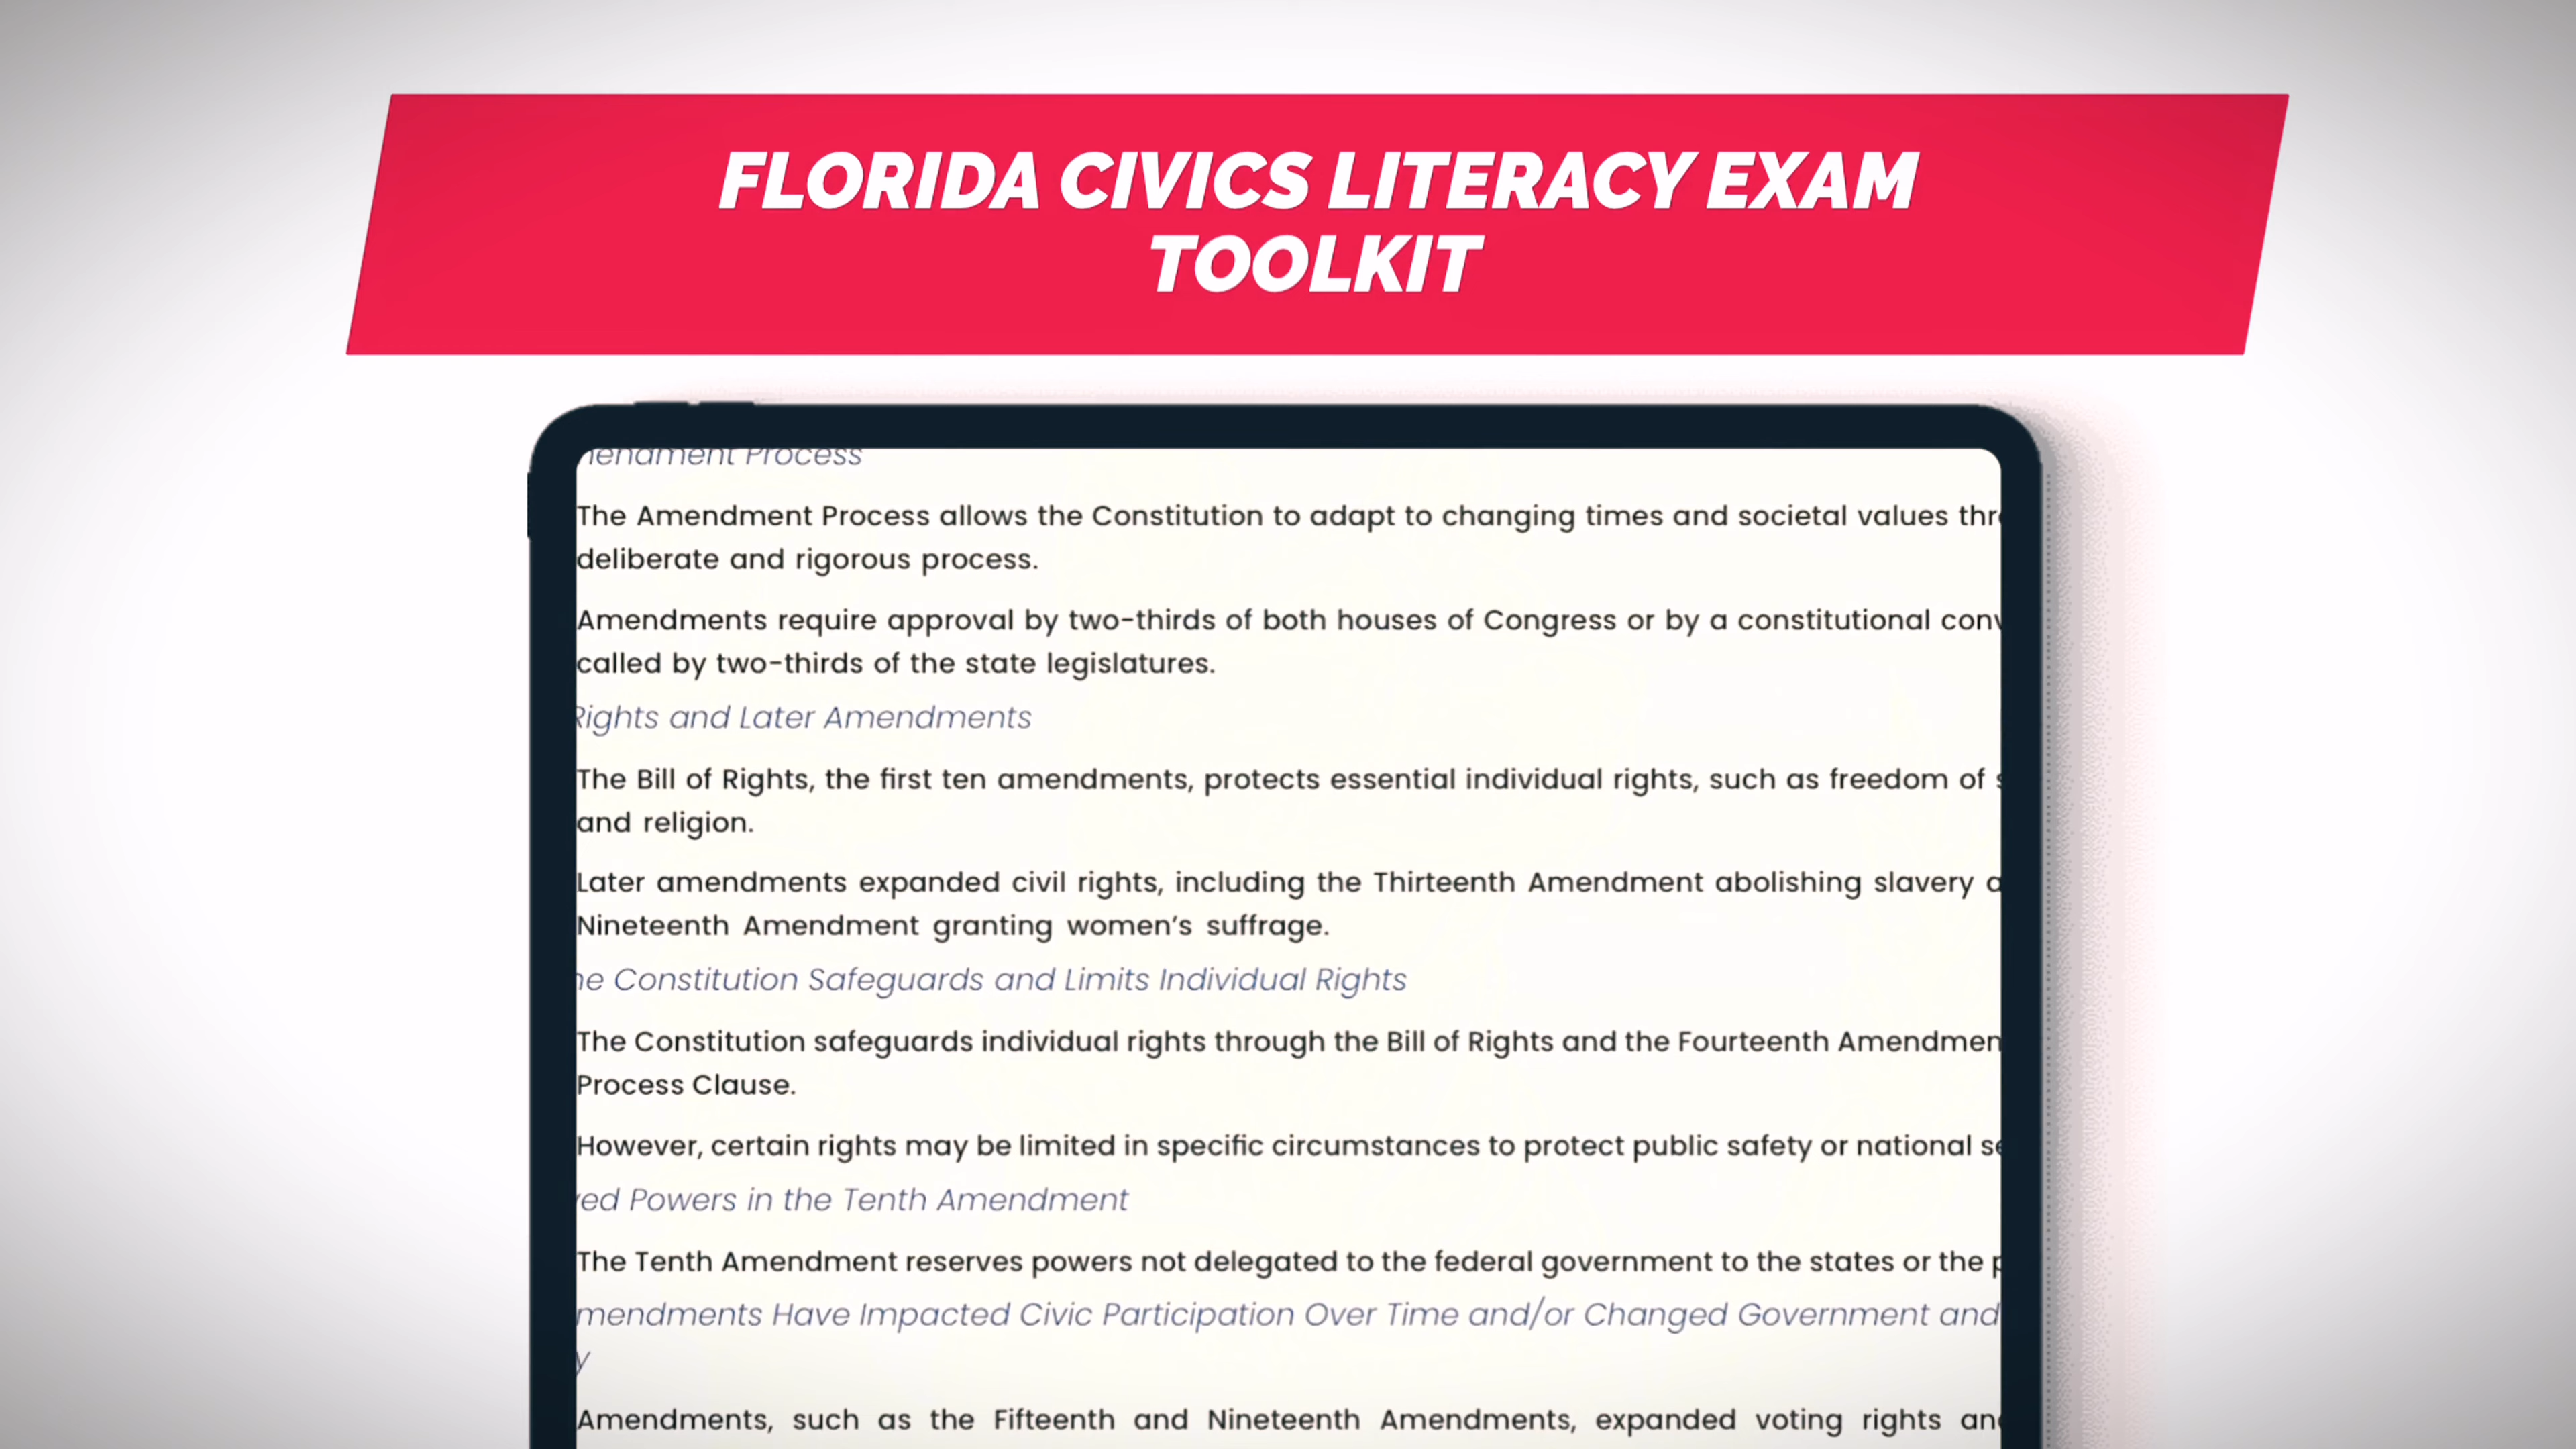 FLORIDA CIVICS LITERACY EXAM
TOOLKIT
Process
The Amendment Process allows the Constitution to adapt to changing times and societal values
deliberate and rigorous process.
Amendments require approval by two-thirds of both houses of Congress or by a constitutional
called by two-thirds of the state legislatures.
Rights and Later Amendments
The Bill of Rights, the first ten amendments, protects essential individual rights, such as freedom of
and religion.
Later amendments expanded civil rights, including the Thirteenth Amendment abolishing slavery
Nineteenth Amendment granting women's suffrage.
Constitution Safeguards and Limits Individual Rights
The Constitution safeguards individual rights through the Bill of Rights and the Fourteenth
Process Clause.
However, certain rights may be limited in specific circumstances to protect public safety or national
Powers in the Tenth Amendment
The Tenth Amendment reserves powers not delegated to the federal government to the states or the
Have Impacted Civic Participation Over Time and/or Changed Government and
y
Amendments, such as the Fifteenth and Nineteenth Amendments, expanded voting rights